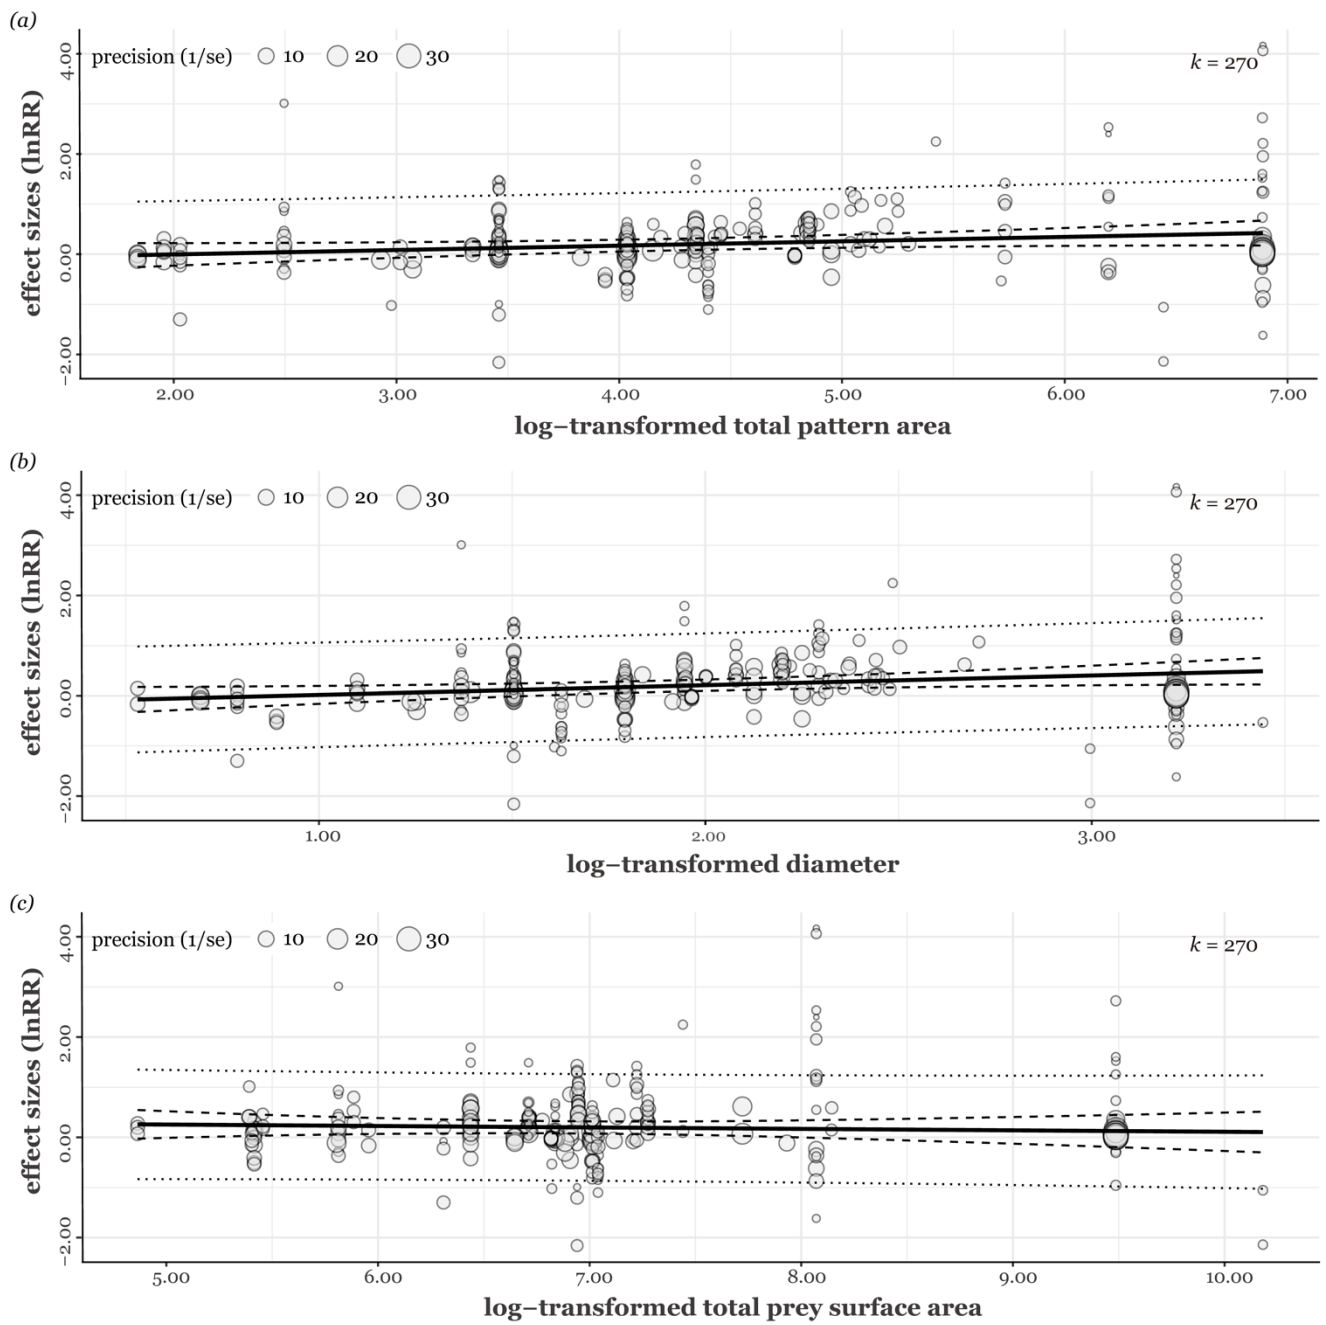 (a)
precision (1/se) 10 20 30
k = 270
4.00
2.00
0.00
−2.00
effect sizes (lnRR)
2.00 3.00 4.00 5.00 6.00 7.00
log−transformed total pattern area
(b)
precision (1/se) 10 20 30
k = 270
4.00
2.00
0.00
−2.00
effect sizes (lnRR)
1.00 2.00 3.00
log−transformed diameter
(c)
precision (1/se) 10 20 30
k = 270
4.00
2.00
0.00
−2.00
effect sizes (lnRR)
5.00 6.00 7.00 8.00 9.00 10.00
log−transformed total prey surface area